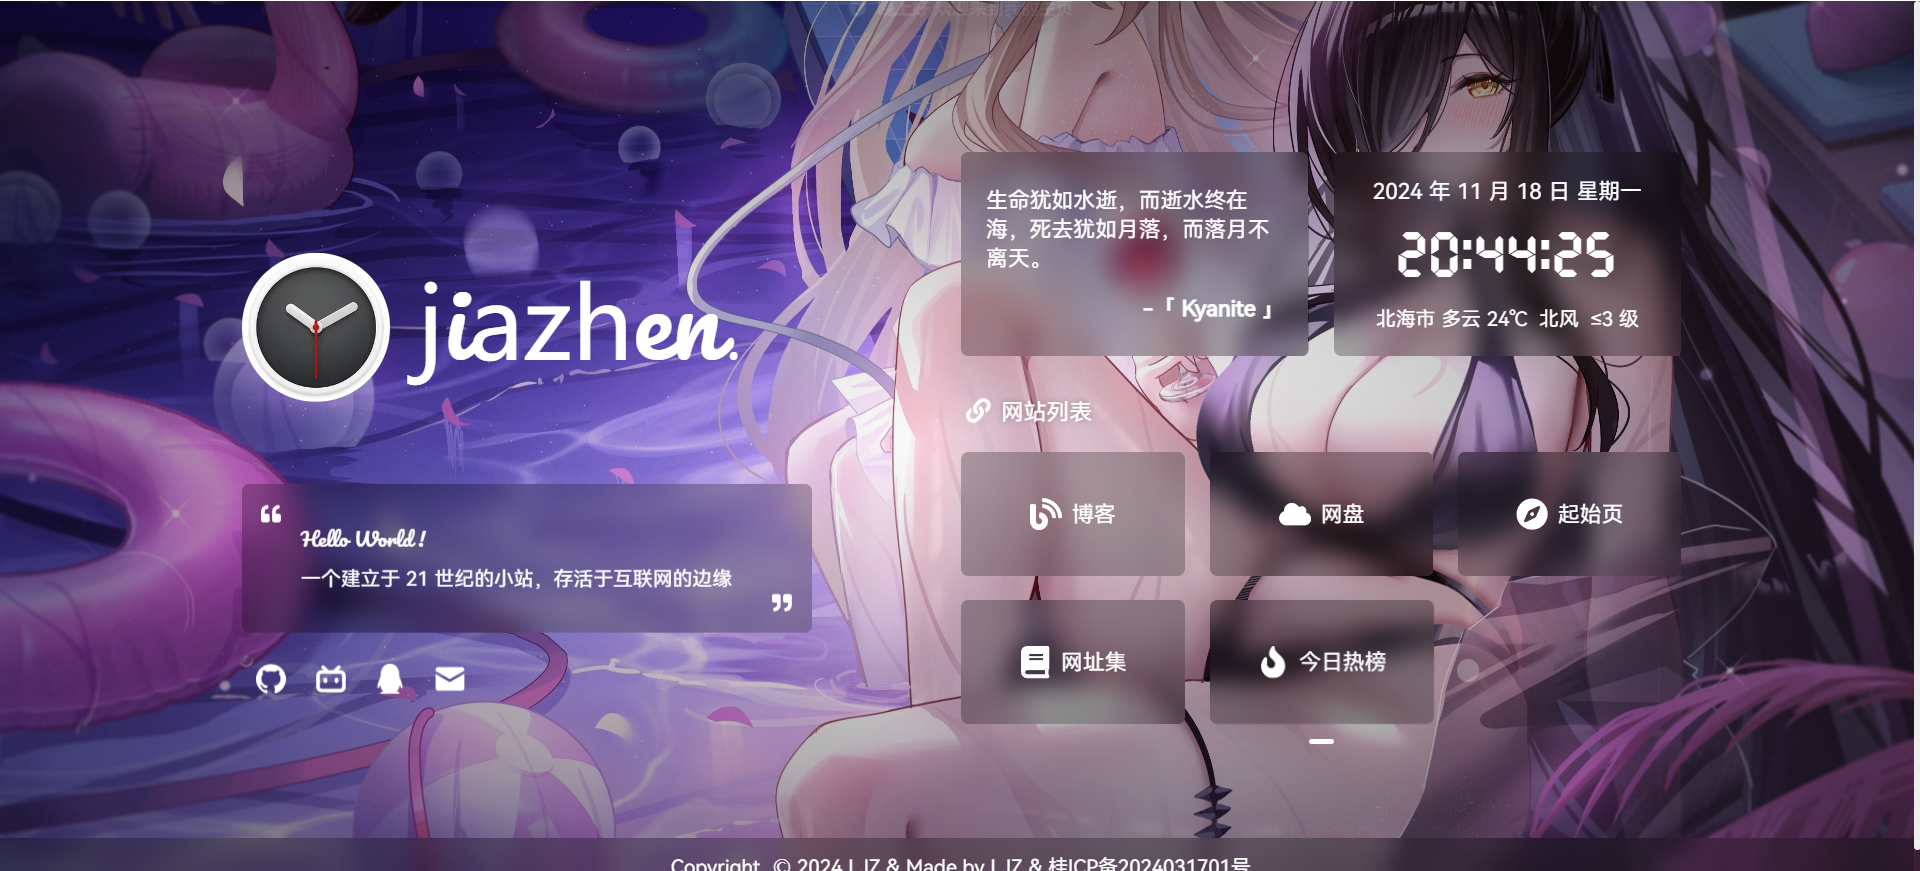 jiazhen.
Hello World !
一个建立于 21 世纪的小站，存活于互联网的边缘
生命犹如水逝，而逝水终在
海，死去犹如月落，而落月不
离天。
-「 Kyanite 」
2024 年 11 月 18 日 星期一
20:44:25
北海市 多云 24℃ 北风 ≤3 级
网站列表
博客
网盘
起始页
网址集
今日热榜
Copyright © 2024 LJZ & Made by LJZ & 桂ICP备2024031701号